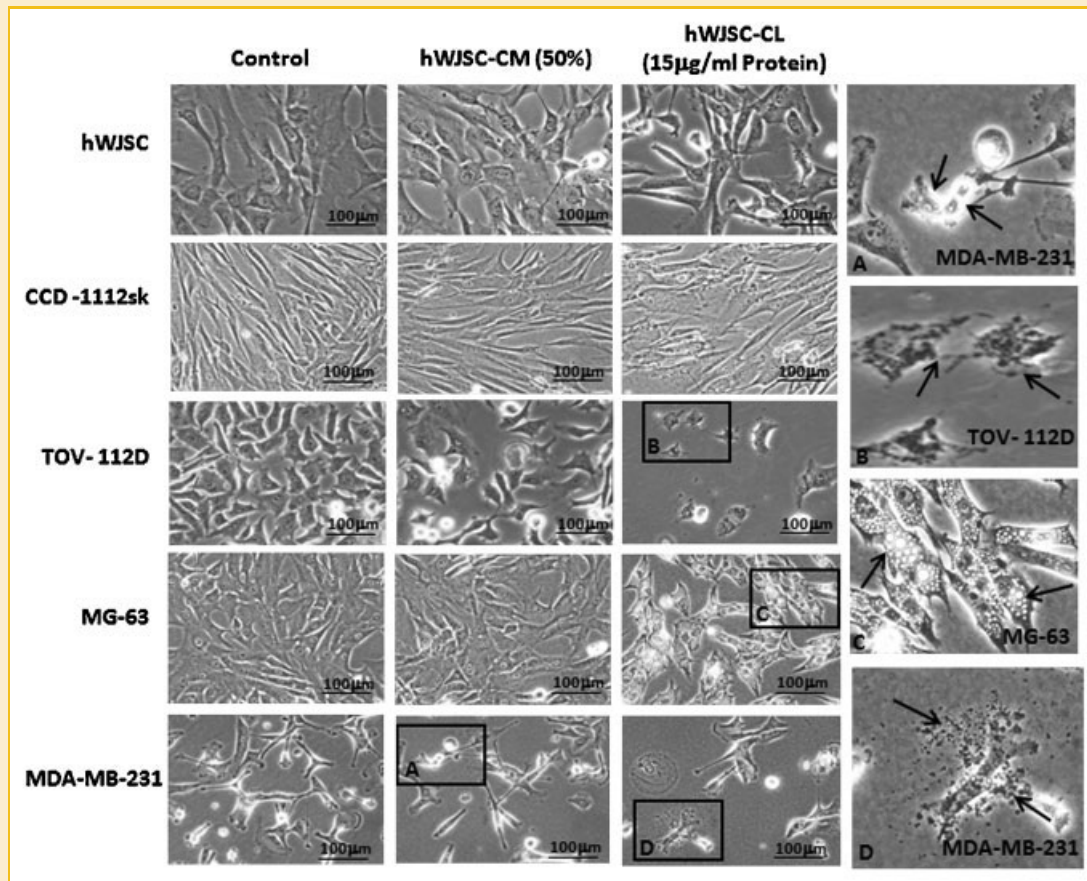 Control
hWJSC-CM (50%)
hWJSC-CL
(15µg/ml Protein)
hWJSC
100µm
100µm
100µm
A
MDA-MB-231
CCD -1112sk
100µm
100µm
100µm
TOV- 112D
B
TOV- 112D
100µm
100µm
B
100µm
MG-63
C
C
MG-63
100µm
100µm
100µm
MDA-MB-231
A
D
D
MDA-MB-231
100µm
100µm
100µm